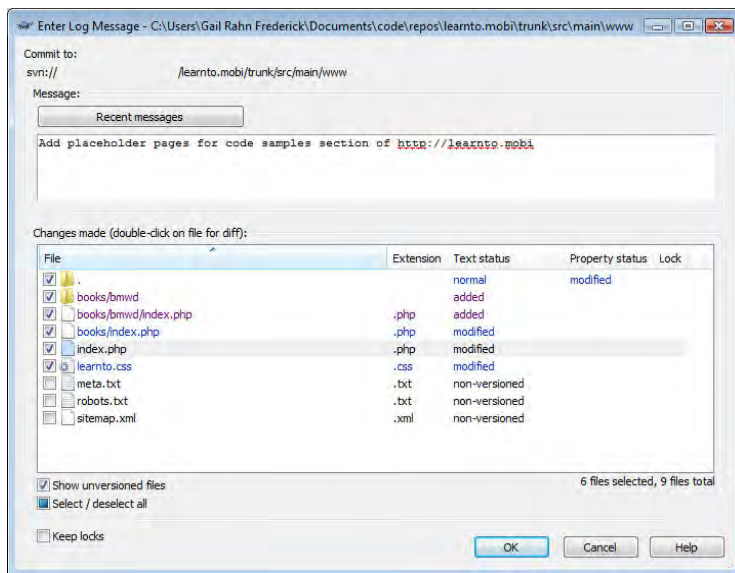 Enter Log Message - C:\Users\Gail Rahn Frederick\Documents\code\repos\learnto.mobi\trunk\src\main\www
Commit to:
svn:// /learnto.mobi/trunk/src/main/www
Message:
Recent messages
Add placeholder pages for code samples section of http://learnto.mobi
Changes made (double-click on file for diff):
File Extension Text status Property status Lock
. normal modified
books/bmwd added
books/bmwd/index.php .php added
books/index.php .php modified
index.php .php modified
learnto.css .css modified
meta.txt .txt non-versioned
robots.txt .txt non-versioned
sitemap.xml .xml non-versioned
Show unversioned files 6 files selected, 9 files total
Select / deselect all
Keep locks
OK Cancel Help